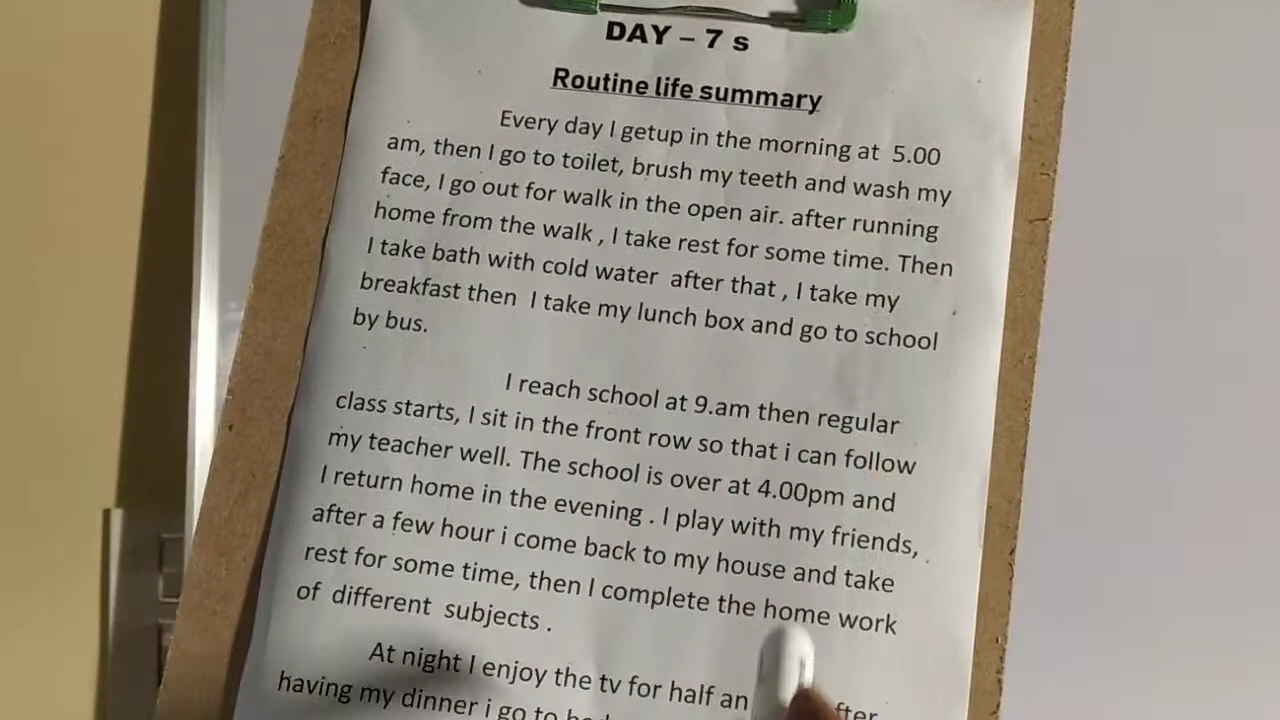 DAY – 7 s
Routine life summary
Every day I getup in the morning at 5.00
am, then I go to toilet, brush my teeth and wash my
face, I go out for walk in the open air. after running
home from the walk , I take rest for some time. Then
I take bath with cold water after that , I take my
breakfast then I take my lunch box and go to school
by bus.
I reach school at 9.am then regular
class starts, I sit in the front row so that i can follow
my teacher well. The school is over at 4.00pm and
I return home in the evening . I play with my friends,
after a few hour i come back to my house and take
rest for some time, then I complete the home work
of different subjects .
At night I enjoy the tv for half an
having my dinner i go to